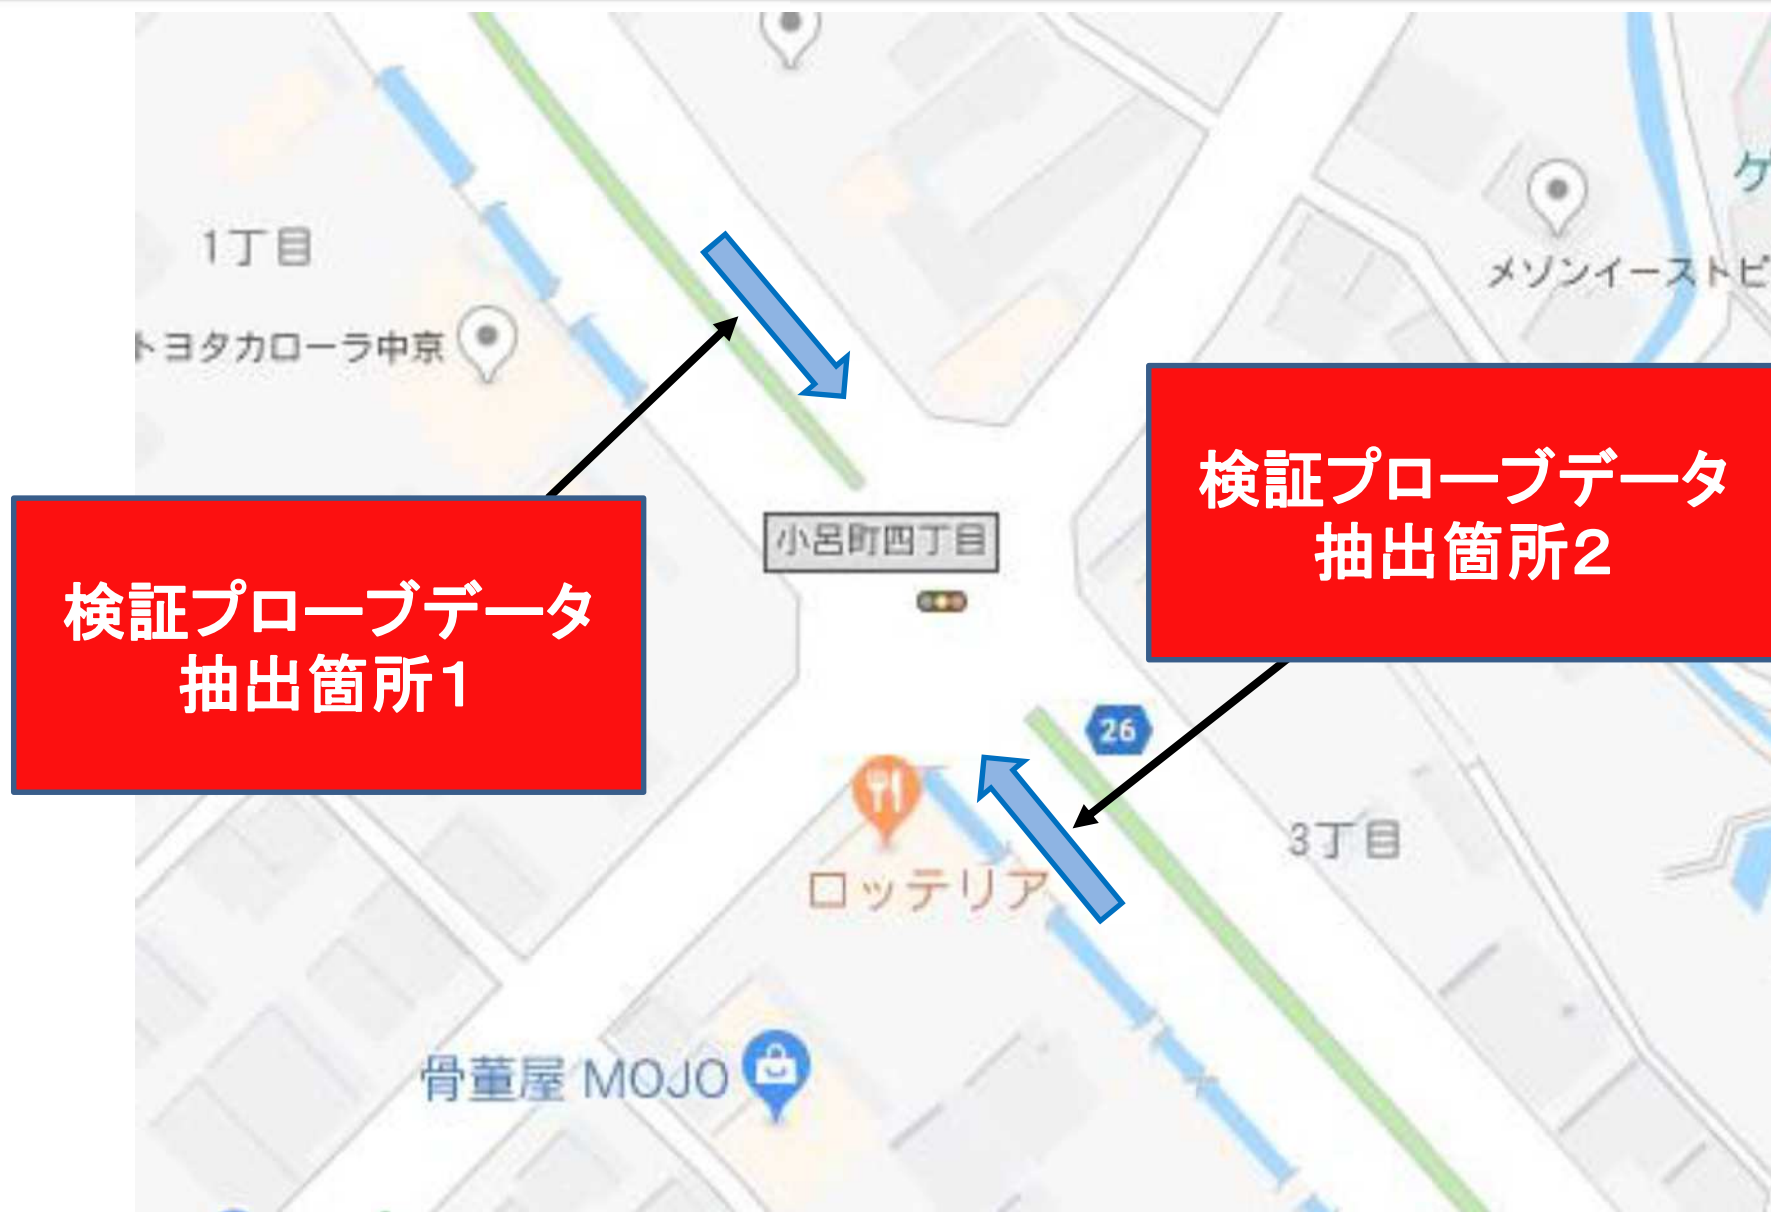 1丁目
トヨタカローラ中京
メゾンイーストビ
検証プローブデータ
抽出箇所2
小呂町四丁目
検証プローブデータ
抽出箇所1
26
3丁目
ロッテリア
骨董屋 MOJO